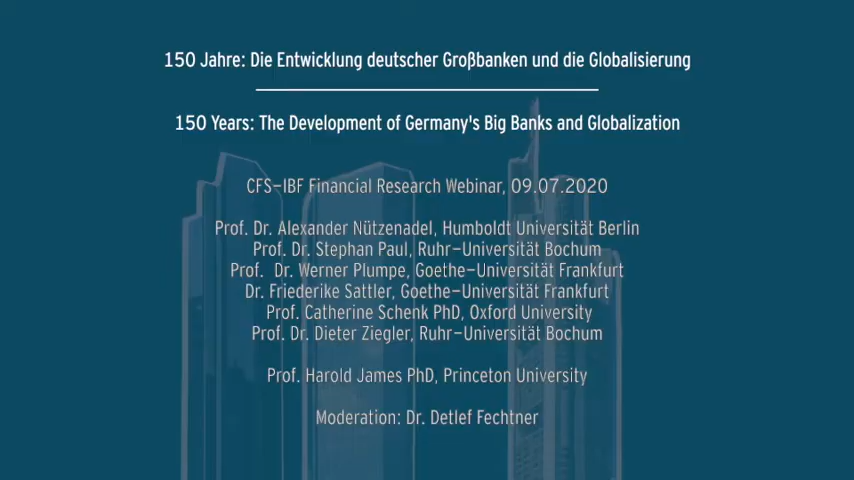 150 Jahre: Die Entwicklung deutscher Großbanken und die Globalisierung
150 Years: The Development of Germany's Big Banks and Globalization
CFS–IBF Financial Research Webinar, 09.07.2020
Prof. Dr. Alexander Nützenadel, Humboldt Universität Berlin
Prof. Dr. Stephan Paul, Ruhr–Universität Bochum
Prof. Dr. Werner Plumpe, Goethe–Universität Frankfurt
Dr. Friederike Sattler, Goethe–Universität Frankfurt
Prof. Catherine Schenk PhD, Oxford University
Prof. Dr. Dieter Ziegler, Ruhr–Universität Bochum
Prof. Harold James PhD, Princeton University
Moderation: Dr. Detlef Fechtner